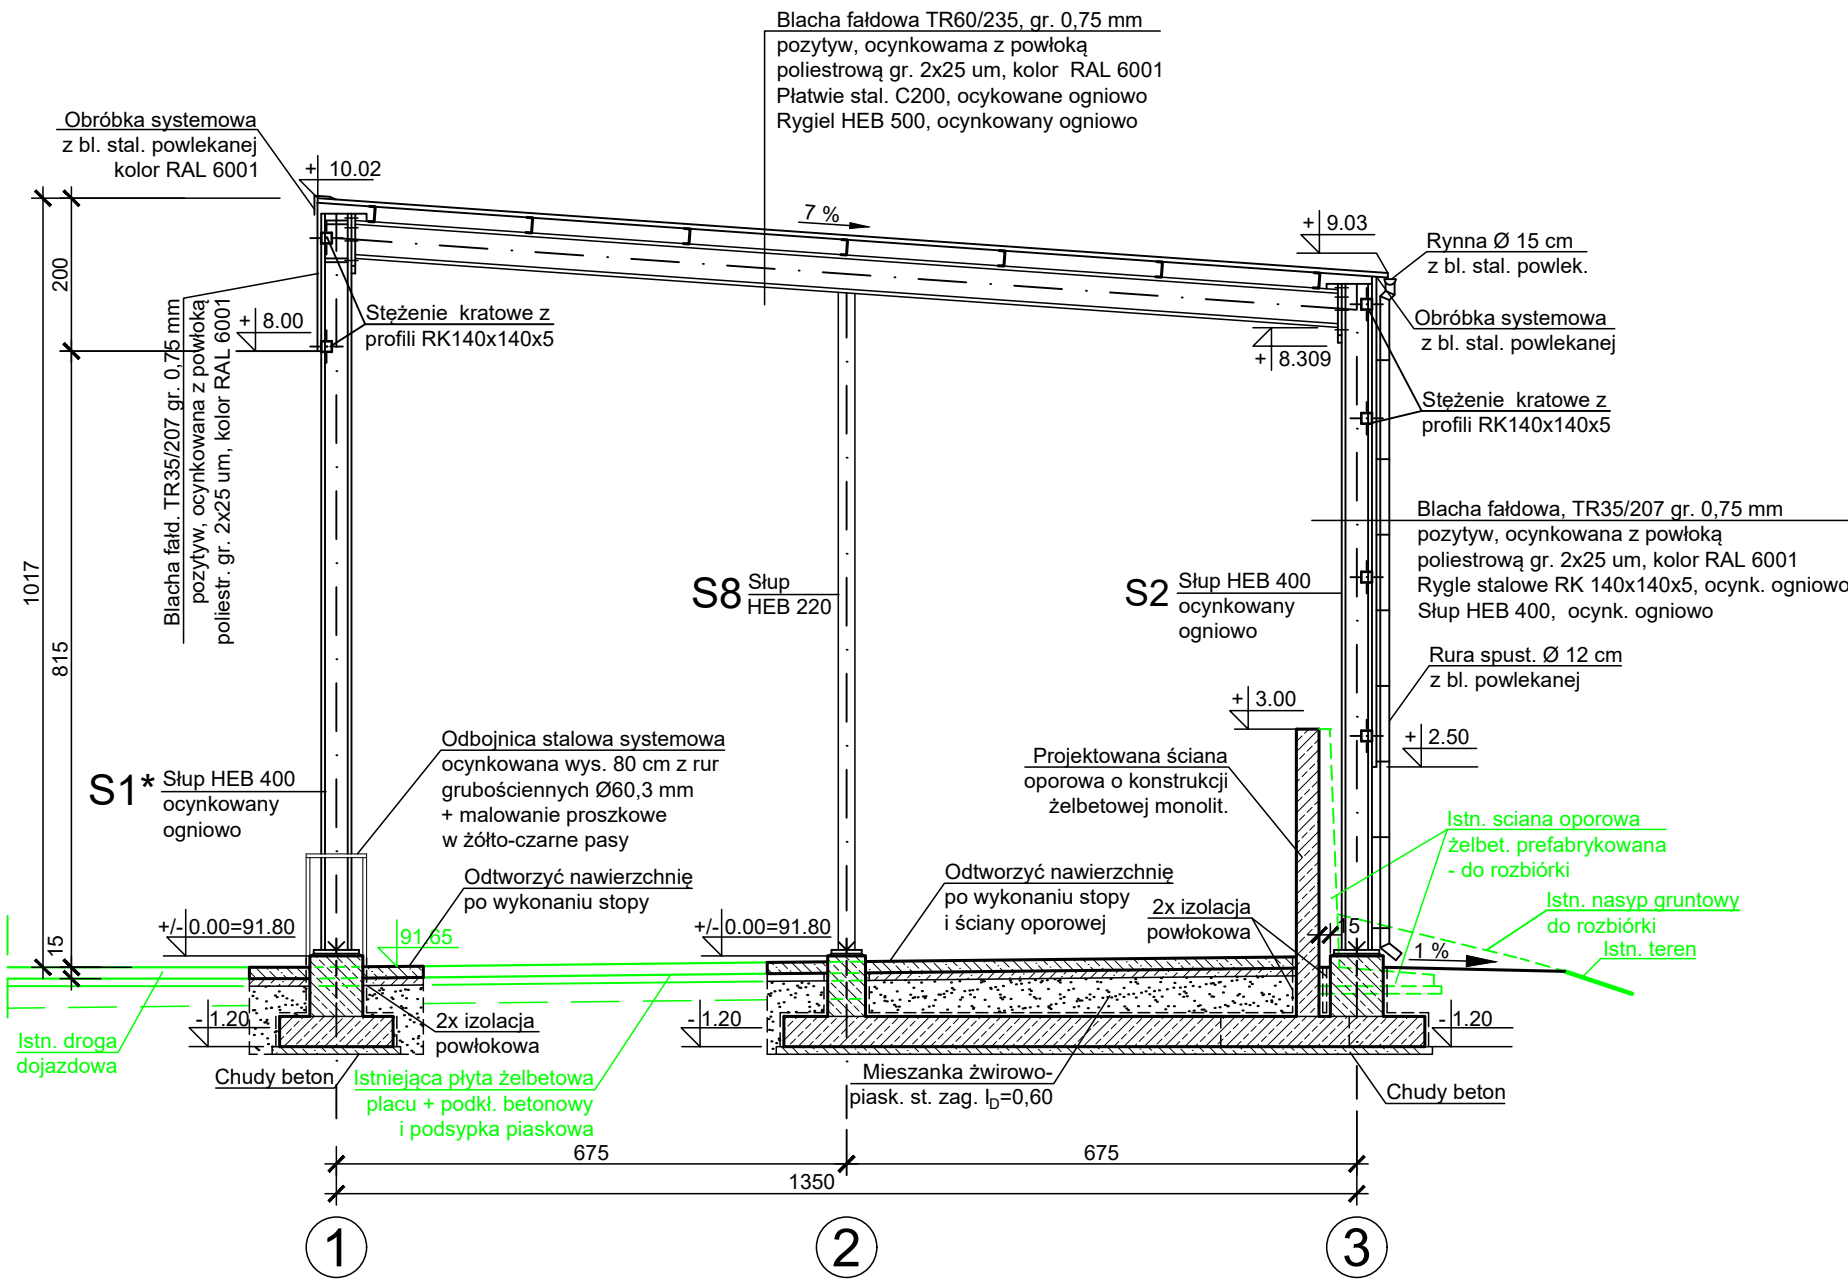 Blacha fałdowa TR60/235, gr. 0,75 mm
pozytyw, ocynkowama z powłoką
poliestrową gr. 2x25 um, kolor RAL 6001
Płatwie stal. C200, ocykowane ogniowo
Rygiel HEB 500, ocynkowany ogniowo
Obróbka systemowa
z bl. stal. powlekanej
kolor RAL 6001
+ 10.02
7 %
+ 9.03
Rynna Ø 15 cm
z bl. stal. powlek.
200
Blacha fałd. TR35/207 gr. 0,75 mm
pozytyw, ocynkowana z powłoką
poliestr. gr. 2x25 um, kolor RAL 6001
+ 8.00
Stężenie kratowe z
profili RK140x140x5
Obróbka systemowa
z bl. stal. powlekanej
+ 8.309
Stężenie kratowe z
profili RK140x140x5
1017
815
S8 Słup
HEB 220
S2 Słup HEB 400
ocynkowany
ogniowo
Blacha fałdowa, TR35/207 gr. 0,75 mm
pozytyw, ocynkowana z powłoką
poliestrową gr. 2x25 um, kolor RAL 6001
Rygle stalowe RK 140x140x5, ocynk. ogniowo
Słup HEB 400, ocynk. ogniowo
Rura spust. Ø 12 cm
z bl. powlekanej
+ 3.00
+ 2.50
S1* Słup HEB 400
ocynkowany
ogniowo
Odbojnica stalowa systemowa
ocynkowana wys. 80 cm z rur
grubościennych Ø60,3 mm
+ malowanie proszkowe
w żółto-czarne pasy
Projektowana ściana
oporowa o konstrukcji
żelbetowej monolit.
Istn. sciana oporowa
żelbet. prefabrykowana
- do rozbiórki
Odtworzyć nawierzchnię
po wykonaniu stopy
Odtworzyć nawierzchnię
po wykonaniu stopy
i ściany oporowej
2x izolacja
powłokowa
Istn. nasyp gruntowy
do rozbiórki
Istn. teren
15
+/- 0.00=91.80
91.65
+/- 0.00=91.80
15
1 %
- 1.20
2x izolacja
powłokowa
- 1.20
- 1.20
Istn. droga
dojazdowa
Chudy beton
Istniejąca płyta żelbetowa
placu + podkł. betonowy
i podsypka piaskowa
Mieszanka żwirowo-
piask. st. zag. ID=0,60
Chudy beton
675
675
1350
1
2
3